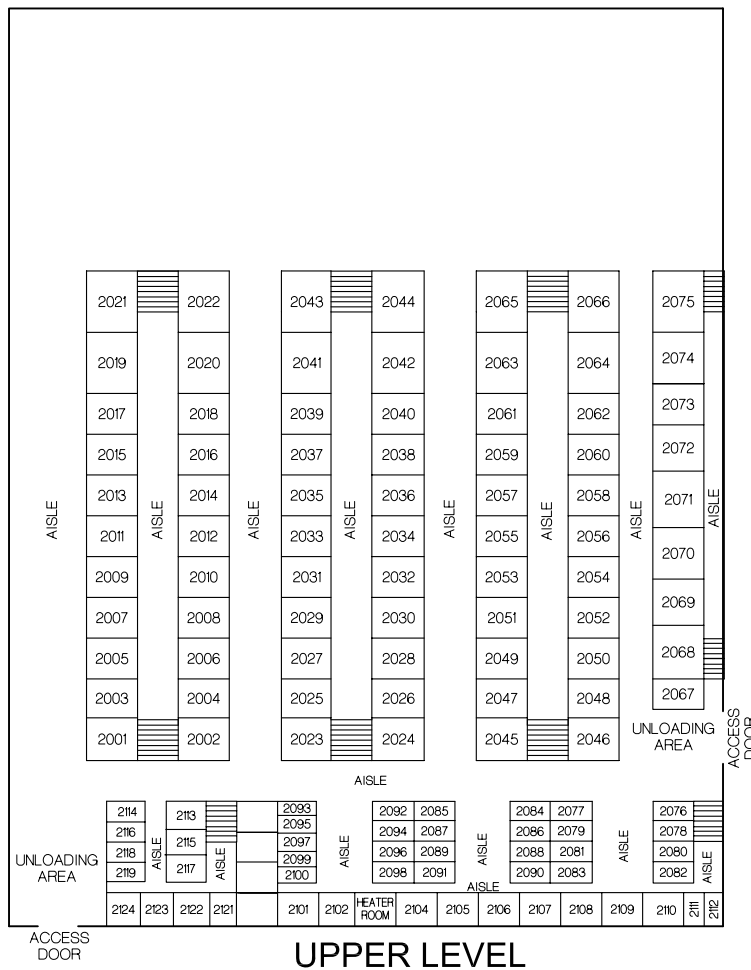 2021 2022 2043 2044 2065 2066 2075
2019 2020 2041 2042 2063 2064 2074
2017 2018 2039 2040 2061 2062 2073
2015 2016 2037 2038 2059 2060 2072
2013 2014 2035 2036 2057 2058 2071
AISLE AISLE AISLE AISLE AISLE AISLE AISLE AISLE
2011 2012 2033 2034 2055 2056 2070
2009 2010 2031 2032 2053 2054 2069
2007 2008 2029 2030 2051 2052
2005 2006 2027 2028 2049 2050 2068
2003 2004 2025 2026 2047 2048 2067
2001 2002 2023 2024 2045 2046
UNLOADING
AREA
ACCESS
DOOR
AISLE
2114 2113 2093 2092 2085 2084 2077 2076
2116 2095 2094 2087 2086 2079 2078
2118 2115 2097 2096 2089 2088 2081 2080
2119 2117 2099 2098 2091 2090 2083 2082
2100
AISLE AISLE AISLE AISLE AISLE AISLE
UNLOADING
AREA
AISLE
2124 2123 2122 2121 2101 2102 HEATER ROOM 2104 2105 2106 2107 2108 2109 2110 2111 2112
ACCESS
DOOR
UPPER LEVEL